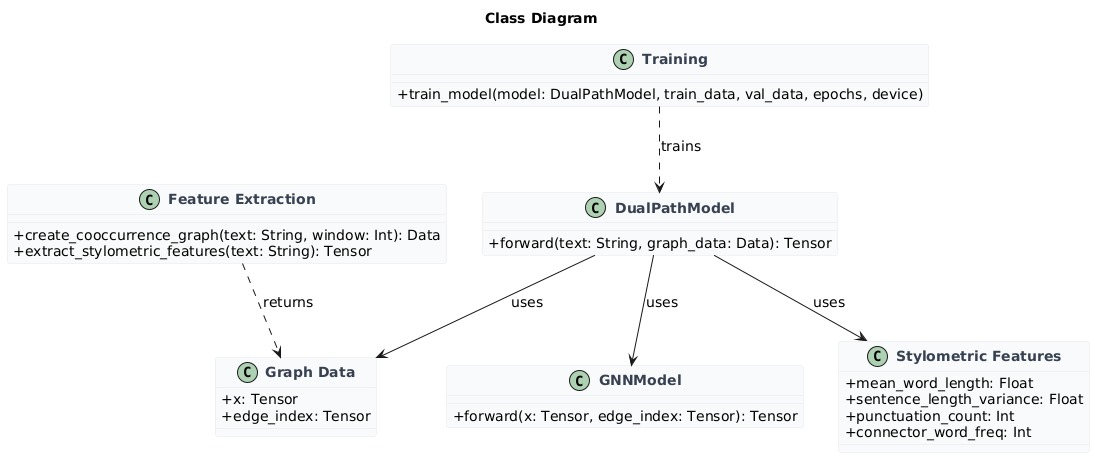 Class Diagram
C Training
+train_model(model: DualPathModel, train_data, val_data, epochs, device)
trains
C Feature Extraction
+create_cooccurrence_graph(text: String, window: Int): Data
+extract_stylometric_features(text: String): Tensor
C DualPathModel
+forward(text: String, graph_data: Data): Tensor
returns
uses
uses
uses
C Graph Data
+x: Tensor
+edge_index: Tensor
C GNNModel
+forward(x: Tensor, edge_index: Tensor): Tensor
C Stylometric Features
+mean_word_length: Float
+sentence_length_variance: Float
+punctuation_count: Int
+connector_word_freq: Int